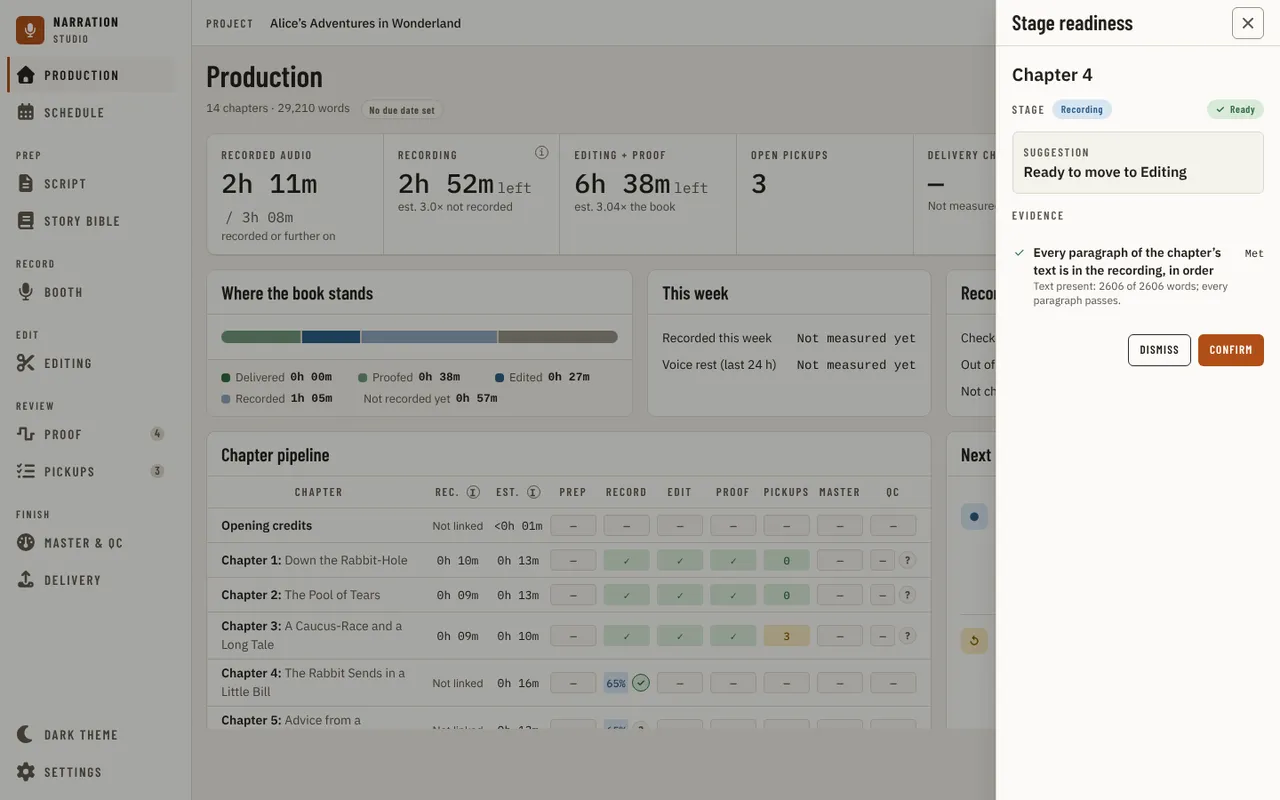 NARRATION
STUDIO
PRODUCTION
SCHEDULE
PREP
SCRIPT
STORY BIBLE
RECORD
BOOTH
EDIT
EDITING
REVIEW
PROOF 4
PICKUPS 3
FINISH
MASTER & QC
DELIVERY
DARK THEME
SETTINGS
PROJECT Alice's Adventures in Wonderland
Production
14 chapters · 29,210 words No due date set
RECORDED AUDIO
2h 11m
/ 3h 08m
recorded or further on
RECORDING
2h 52m left
est. 3.0× not recorded
EDITING + PROOF
6h 38m left
est. 3.04× the book
OPEN PICKUPS
3
DELIVERY CH
—
Not measure
Where the book stands
Delivered 0h 00m Proofed 0h 38m Edited 0h 27m
Recorded 1h 05m Not recorded yet 0h 57m
This week
Recorded this week Not measured yet
Voice rest (last 24 h) Not measured yet
Recor
Check
Out of
Not ch
Chapter pipeline
CHAPTER REC. EST. PREP RECORD EDIT PROOF PICKUPS MASTER QC
Opening credits Not linked <0h 01m — — — — — — —
Chapter 1: Down the Rabbit-Hole 0h 10m 0h 13m — ✓ ✓ ✓ 0 — — ?
Chapter 2: The Pool of Tears 0h 09m 0h 13m — ✓ ✓ ✓ 0 — — ?
Chapter 3: A Caucus-Race and a
Long Tale
0h 09m 0h 10m — ✓ ✓ ✓ 3 — — ?
Chapter 4: The Rabbit Sends in a
Little Bill
Not linked 0h 16m — 65% ✓ — — — — —
Chapter 5: Advice from a
Next
Stage readiness
Chapter 4
STAGE Recording ✓ Ready
SUGGESTION
Ready to move to Editing
EVIDENCE
✓ Every paragraph of the chapter's Met
text is in the recording, in order
Text present: 2606 of 2606 words; every
paragraph passes.
DISMISS CONFIRM